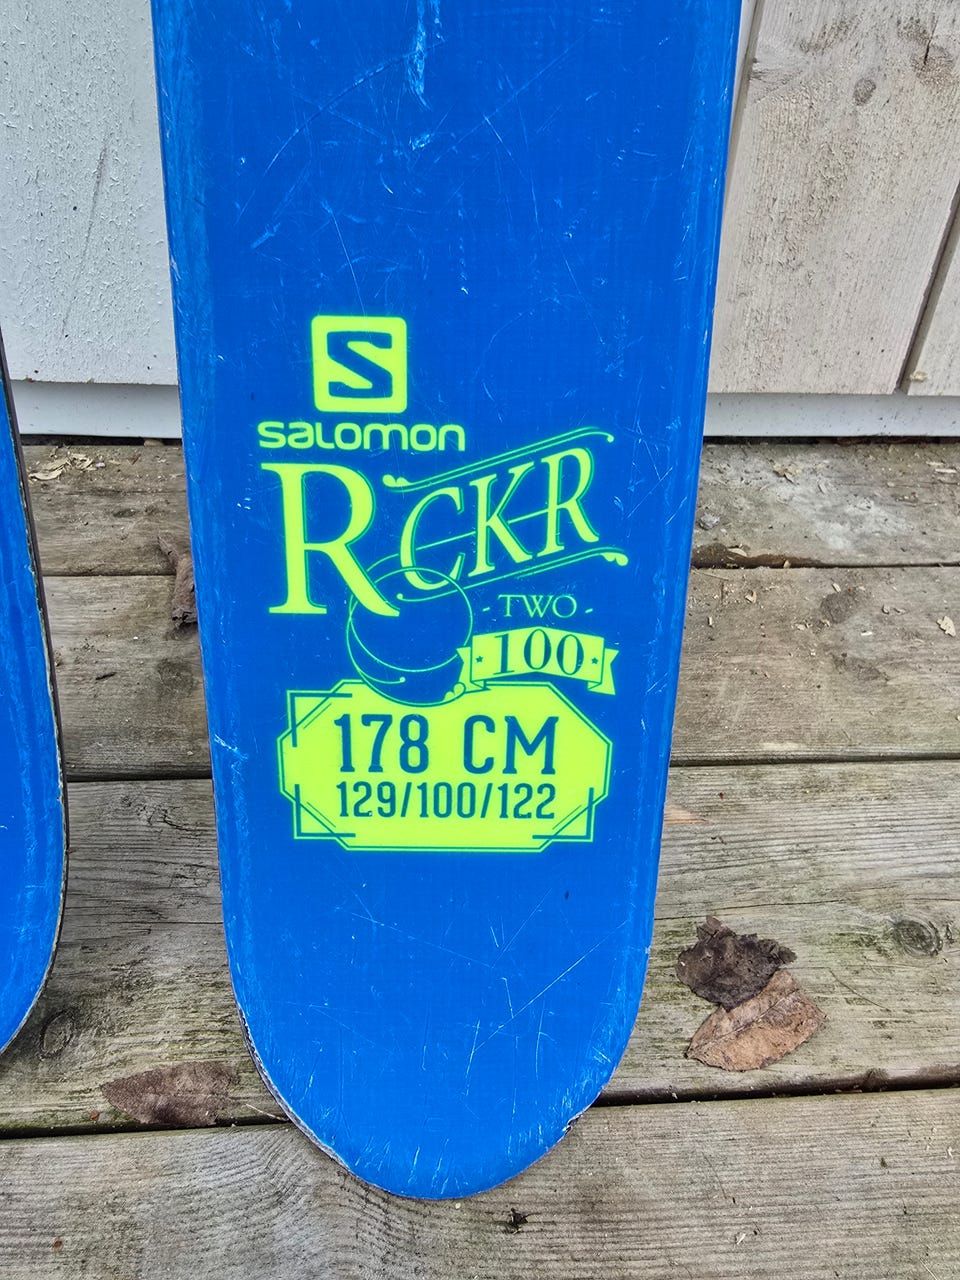 S
salomon
RCKR
- TWO -
100
178 CM
129/100/122